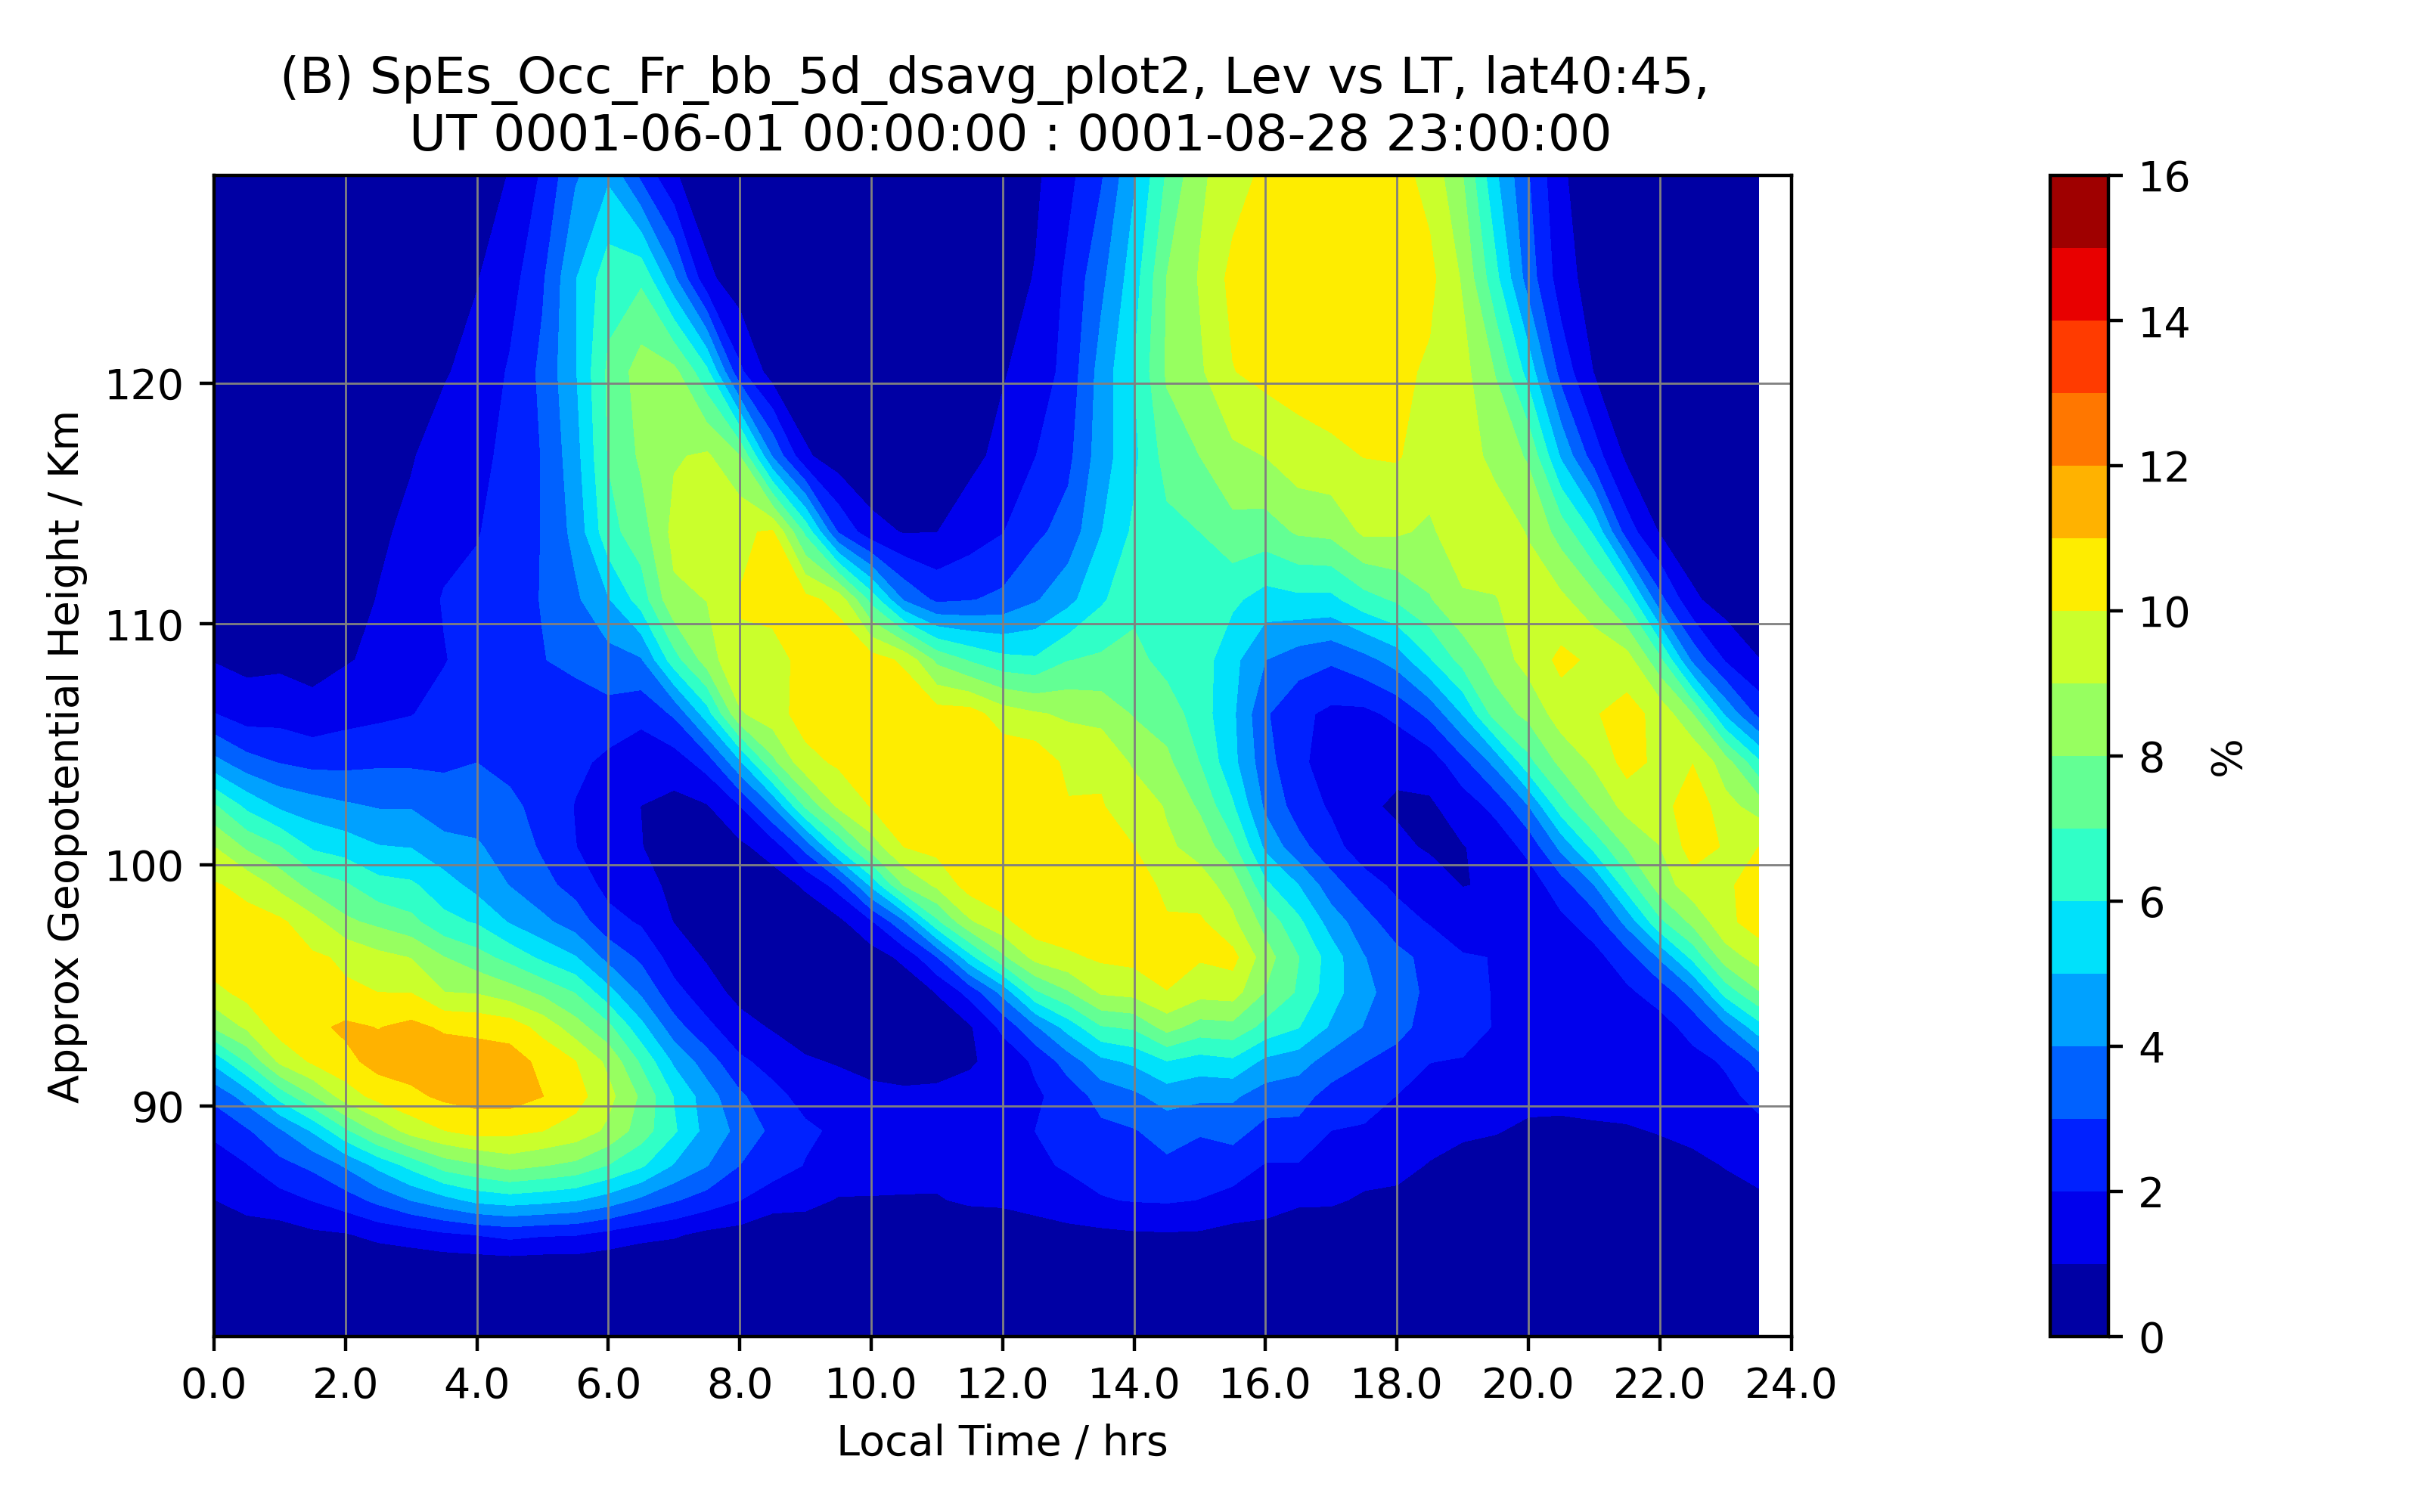 (B) SpEs_Occ_Fr_bb_5d_dsavg_plot2, Lev vs LT, lat40:45,
UT 0001-06-01 00:00:00 : 0001-08-28 23:00:00
Approx Geopotential Height / Km
120
110
100
90
0.0 2.0 4.0 6.0 8.0 10.0 12.0 14.0 16.0 18.0 20.0 22.0 24.0
Local Time / hrs
16
14
12
10
8
6
4
2
0
%